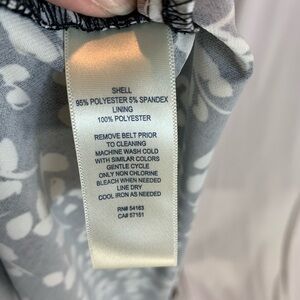 SHELL
95% POLYESTER 5% SPANDEX
LINING
100% POLYESTER
REMOVE BELT PRIOR
TO CLEANING
MACHINE WASH COLD
WITH SIMILAR COLORS
GENTLE CYCLE
ONLY NON CHLORINE
BLEACH WHEN NEEDED
LINE DRY
COOL IRON AS NEEDED
RN# 54163
CA# 57151